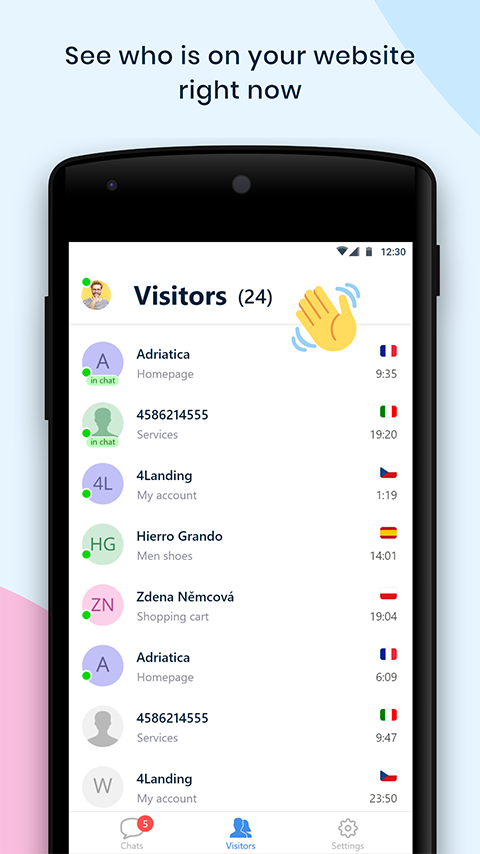 See who is on your website
right now
12:30
Visitors (24)
A
Adriatica
in chat
Homepage
9:35
4586214555
in chat
Services
19:20
4L
4Landing
My account
1:19
HG
Hierro Grando
Men shoes
14:01
ZN
Zdena Němcová
Shopping cart
19:04
A
Adriatica
Homepage
6:09
4586214555
Services
9:47
W
4Landing
My account
23:50
5
Chats
Visitors
Settings